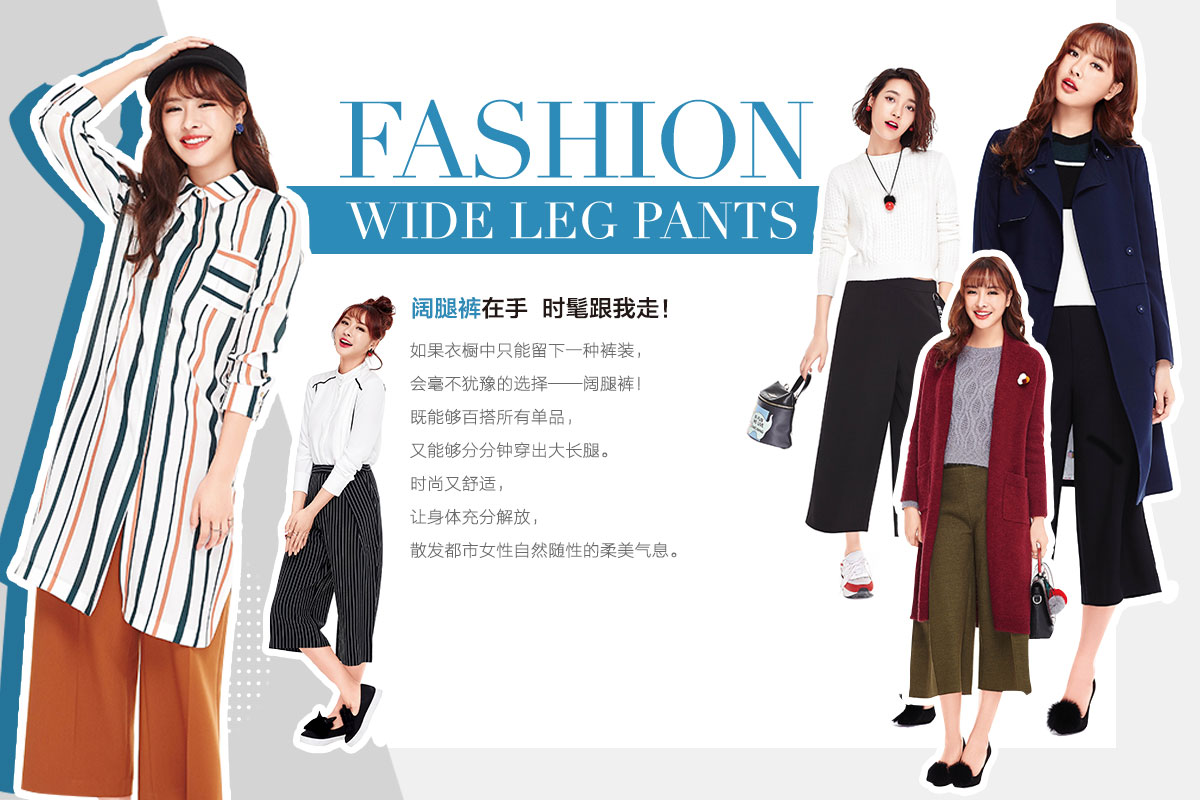 FASHION
WIDE LEG PANTS
阔腿裤在手 时髦跟我走！
如果衣橱中只能留下一种裤装，
会毫不犹豫的选择——阔腿裤！
既能够百搭所有单品，
又能够分分钟穿出大长腿。
时尚又舒适，
让身体充分解放，
散发都市女性自然随性的柔美气息。